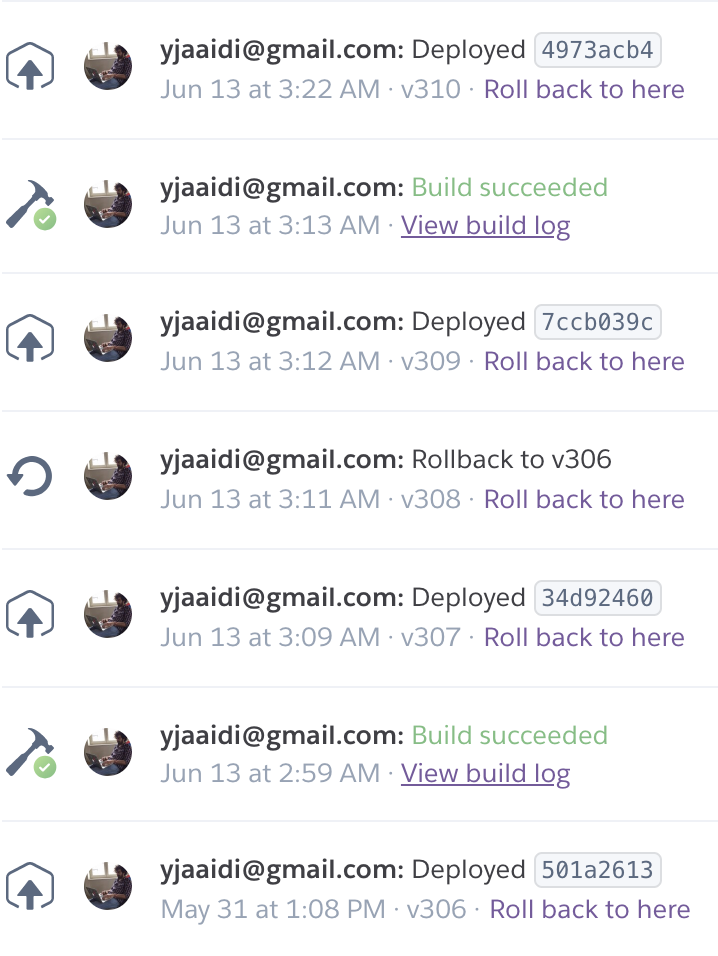 yjaaidi@gmail.com: Deployed 4973acb4
Jun 13 at 3:22 AM · v310 · Roll back to here
yjaaidi@gmail.com: Build succeeded
Jun 13 at 3:13 AM · View build log
yjaaidi@gmail.com: Deployed 7ccb039c
Jun 13 at 3:12 AM · v309 · Roll back to here
yjaaidi@gmail.com: Rollback to v306
Jun 13 at 3:11 AM · v308 · Roll back to here
yjaaidi@gmail.com: Deployed 34d92460
Jun 13 at 3:09 AM · v307 · Roll back to here
yjaaidi@gmail.com: Build succeeded
Jun 13 at 2:59 AM · View build log
yjaaidi@gmail.com: Deployed 501a2613
May 31 at 1:08 PM · v306 · Roll back to here